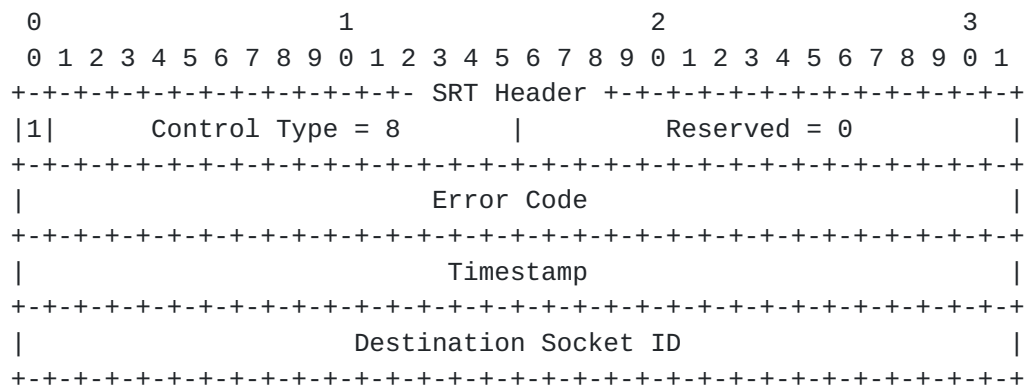 0                   1                   2                   3
 0 1 2 3 4 5 6 7 8 9 0 1 2 3 4 5 6 7 8 9 0 1 2 3 4 5 6 7 8 9 0 1
+-+-+-+-+-+-+-+-+-+-+-+-+- SRT Header +-+-+-+-+-+-+-+-+-+-+-+-+-+
|1|      Control Type = 8       |         Reserved = 0          |
+-+-+-+-+-+-+-+-+-+-+-+-+-+-+-+-+-+-+-+-+-+-+-+-+-+-+-+-+-+-+-+-+
|                          Error Code                           |
+-+-+-+-+-+-+-+-+-+-+-+-+-+-+-+-+-+-+-+-+-+-+-+-+-+-+-+-+-+-+-+-+
|                           Timestamp                           |
+-+-+-+-+-+-+-+-+-+-+-+-+-+-+-+-+-+-+-+-+-+-+-+-+-+-+-+-+-+-+-+-+
|                     Destination Socket ID                     |
+-+-+-+-+-+-+-+-+-+-+-+-+-+-+-+-+-+-+-+-+-+-+-+-+-+-+-+-+-+-+-+-+